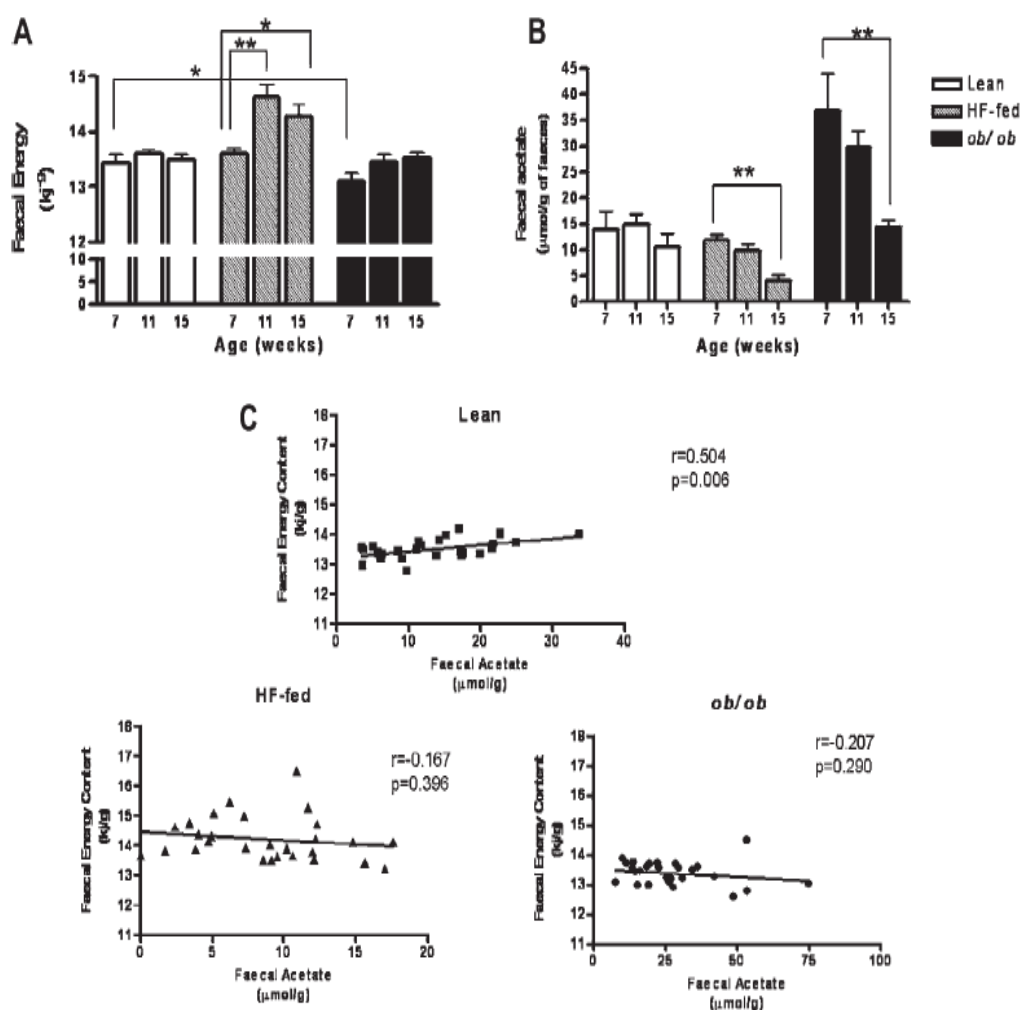 A
*
**
*
Faecal Energy
(kj⁻⁹)
15
14
13
12
10
5
0
7 11 15 7 11 15 7 11 15
Age (weeks)
B
**
**
Faecal acetate
(μmol/g of faeces)
45
40
35
30
25
20
15
10
5
0
7 11 15 7 11 15 7 11 15
Age (weeks)
Lean
HF-fed
ob/ ob
C
Lean
r=0.504
p=0.006
Faecal Energy Content
(kj/g)
18
17
16
15
14
13
12
11
0 10 20 30 40
Faecal Acetate
(μmol/g)
HF-fed
r=-0.167
p=0.396
Faecal Energy Content
(kj/g)
18
17
16
15
14
13
12
11
0 5 10 15 20
Faecal Acetate
(μmol/g)
ob/ ob
r=-0.207
p=0.290
Faecal Energy Content
(kj/g)
18
17
16
15
14
13
12
11
0 25 50 75 100
Faecal Acetate
(μmol/g)